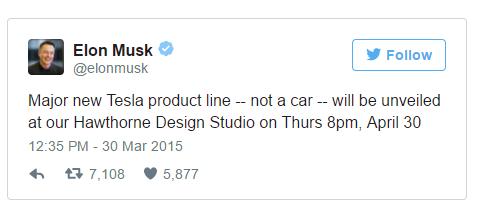 Elon Musk
@elonmusk
Follow
Major new Tesla product line -- not a car -- will be unveiled
at our Hawthorne Design Studio on Thurs 8pm, April 30
12:35 PM - 30 Mar 2015
7,108 5,877